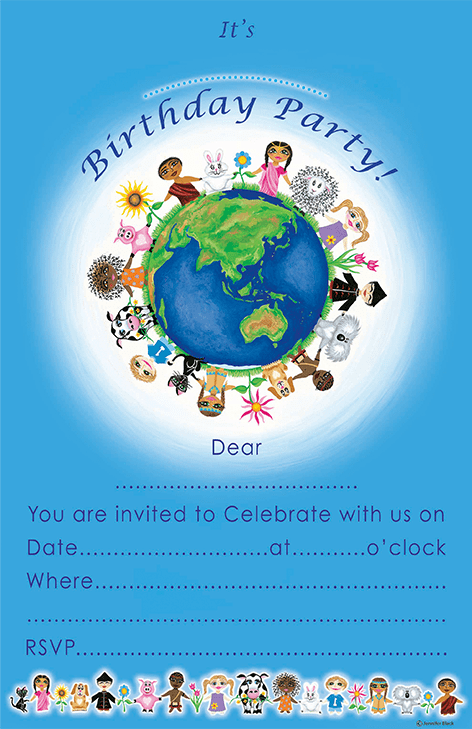 It's
Birthday Party!
Dear
....................................
You are invited to Celebrate with us on
Date............................at...........o'clock
Where....................................................
..............................................................
RSVP.......................................................
© Jennifer Black